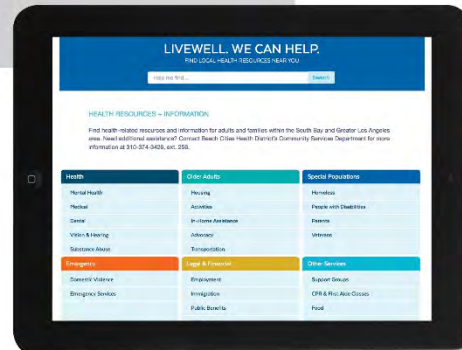 LIVEWELL. WE CAN HELP.
FIND LOCAL HEALTH RESOURCES NEAR YOU
Help me find...
Search
HEALTH RESOURCES – INFORMATION
Find health-related resources and information for adults and families within the South Bay and Greater Los Angeles
area. Need additional assistance? Contact Beach Cities Health District's Community Services Department for more
information at 310-374-3426, ext. 256.
Health
Mental Health
Medical
Dental
Vision & Hearing
Substance Abuse
Older Adults
Housing
Activities
In-Home Assistance
Advocacy
Transportation
Special Populations
Homeless
People with Disabilities
Parents
Veterans
Emergency
Domestic Violence
Emergency Services
Legal & Financial
Employment
Immigration
Public Benefits
Other Services
Support Groups
CPR & First Aide Classes
Food